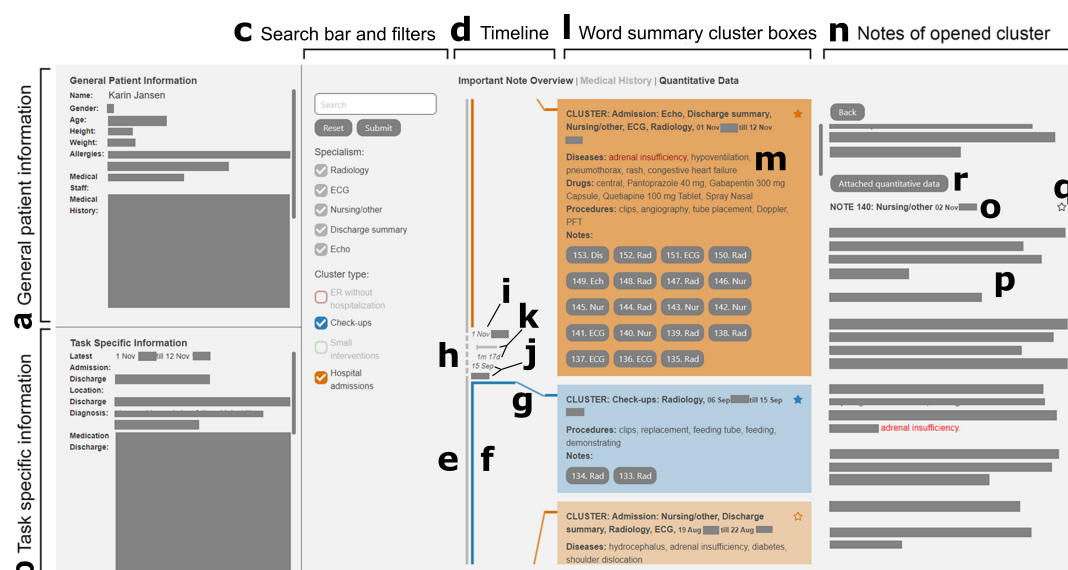 c Search bar and filters
d Timeline
l Word summary cluster boxes
n Notes of opened cluster
a General patient information
b Task specific information
General Patient Information
Name: Karin Jansen
Gender:
Age:
Height:
Weight:
Allergies:
Medical
Staff:
Medical
History:
Task Specific Information
Latest 1 Nov till 12 Nov
Admission:
Discharge
Location:
Discharge
Diagnosis:
Medication
Discharge:
Search
Reset Submit
Specialism:
Radiology
ECG
Nursing/other
Discharge summary
Echo
Cluster type:
ER without
hospitalization
Check-ups
Small
interventions
Hospital
admissions
Important Note Overview | Medical History | Quantitative Data
i
k
h
j
g
e
f
1 Nov
1m 17d
15 Sep
CLUSTER: Admission: Echo, Discharge summary,
Nursing/other, ECG, Radiology, 01 Nov till 12 Nov
Diseases: adrenal insufficiency, hypoventilation,
pneumothorax, rash, congestive heart failure
m
Drugs: central, Pantoprazole 40 mg, Gabapentin 300 mg
Capsule, Quetiapine 100 mg Tablet, Spray Nasal
Procedures: clips, angiography, tube placement, Doppler,
PFT
Notes:
153. Dis 152. Rad 151. ECG 150. Rad
149. Ech 148. Rad 147. Rad 146. Nur
145. Nur 144. Rad 143. Nur 142. Nur
141. ECG 140. Nur 139. Rad 138. Rad
137. ECG 136. ECG 135. Rad
CLUSTER: Check-ups: Radiology, 06 Sep till 15 Sep
Procedures: clips, replacement, feeding tube, feeding,
demonstrating
Notes:
134. Rad 133. Rad
CLUSTER: Admission: Nursing/other, Discharge
summary, Radiology, ECG, 19 Aug till 22 Aug
Diseases: hydrocephalus, adrenal insufficiency, diabetes,
shoulder dislocation
Back
Attached quantitative data r
q
NOTE 140: Nursing/other 02 Nov o
p
adrenal insufficiency.